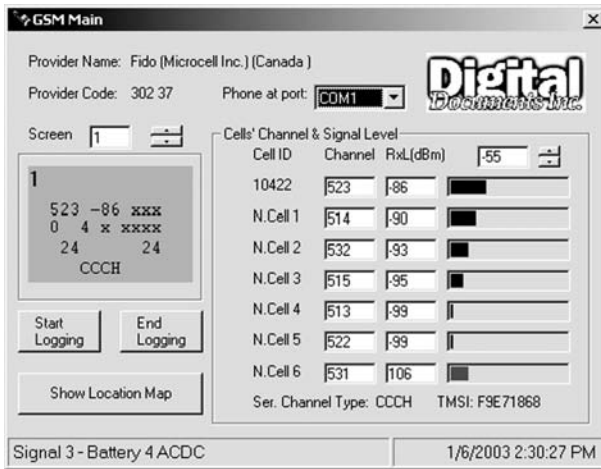 GSM Main
Provider Name: Fido (Microcell Inc.) (Canada )
Provider Code: 302 37 Phone at port: COM1
Digital
Documents Inc.
Screen 1
1
523 -86 xxx
0 4 x xxxx
24 24
CCCH
Start Logging
End Logging
Show Location Map
Cells' Channel & Signal Level
Cell ID Channel RxL(dBm) -55
10422 523 -86
N.Cell 1 514 -90
N.Cell 2 532 -93
N.Cell 3 515 -95
N.Cell 4 513 -99
N.Cell 5 522 -99
N.Cell 6 531 106
Ser. Channel Type: CCCH TMSI: F9E71868
Signal 3 - Battery 4 ACDC 1/6/2003 2:30:27 PM